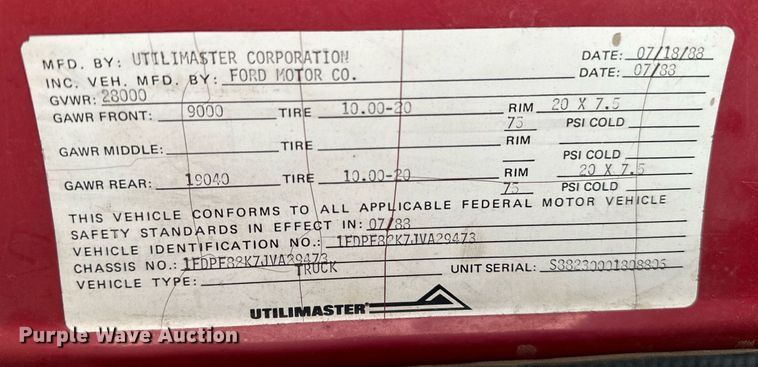 MFD. BY: UTILIMASTER CORPORATION DATE: 07/18/88
INC. VEH. MFD. BY: FORD MOTOR CO. DATE: 07/88
GVWR: 28000
GAWR FRONT: 9000 TIRE 10.00-20 RIM 20 X 7.5
75 PSI COLD
GAWR MIDDLE: TIRE RIM
PSI COLD
GAWR REAR: 19040 TIRE 10.00-20 RIM 20 X 7.5
75 PSI COLD
THIS VEHICLE CONFORMS TO ALL APPLICABLE FEDERAL MOTOR VEHICLE
SAFETY STANDARDS IN EFFECT IN: 07/88
VEHICLE IDENTIFICATION NO.: 1FDPF82K7JVA29473
CHASSIS NO.: 1FDPF82K7JVA29473
VEHICLE TYPE: TRUCK UNIT SERIAL:
UTILIMASTER
Purple Wave Auction